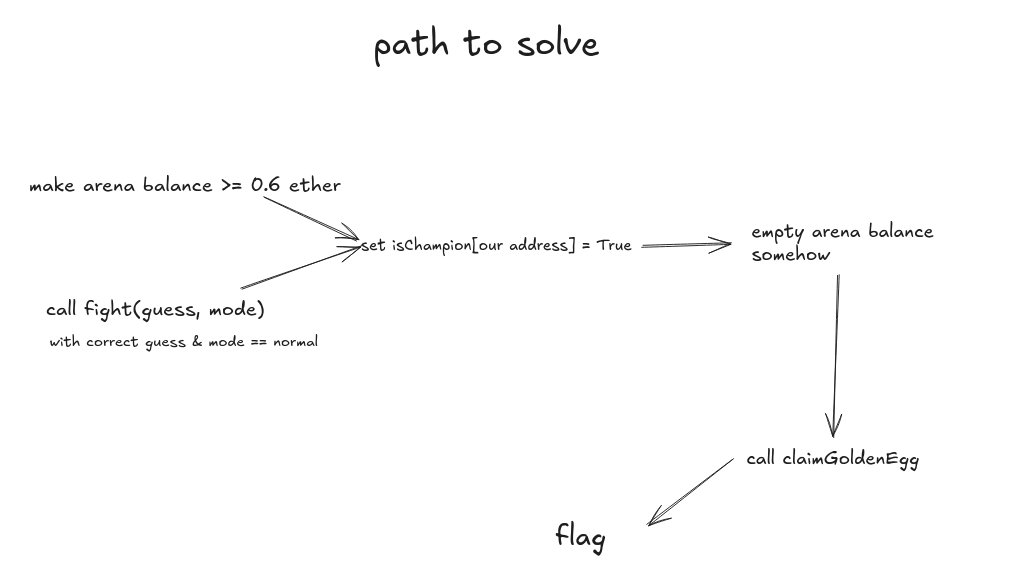 path to solve
make arena balance >= 0.6 ether
set isChampion[our address] = True
empty arena balance
somehow
call fight(guess, mode)
with correct guess & mode == normal
call claimGoldenEgg
flag